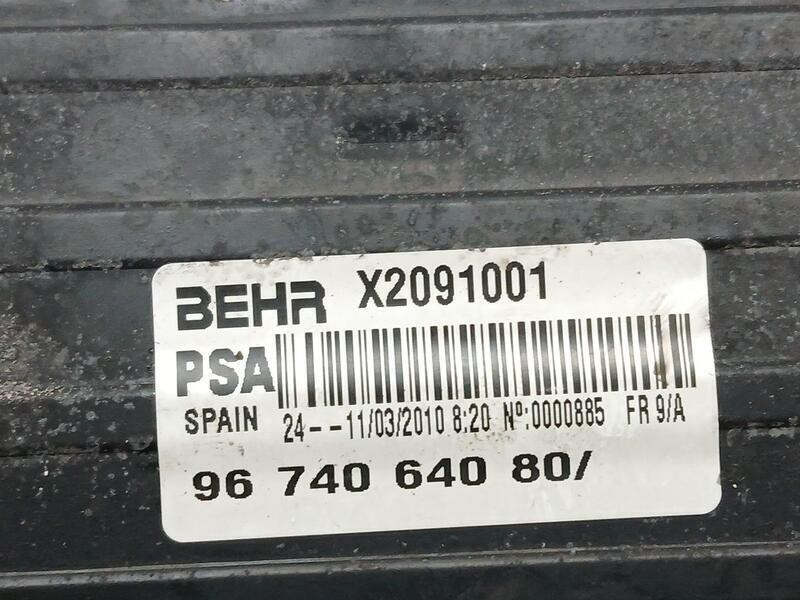 BEHR X2091001
PSA
SPAIN 24--11/03/2010 8:20 Nº:0000885 FR 9/A
96 740 640 80/